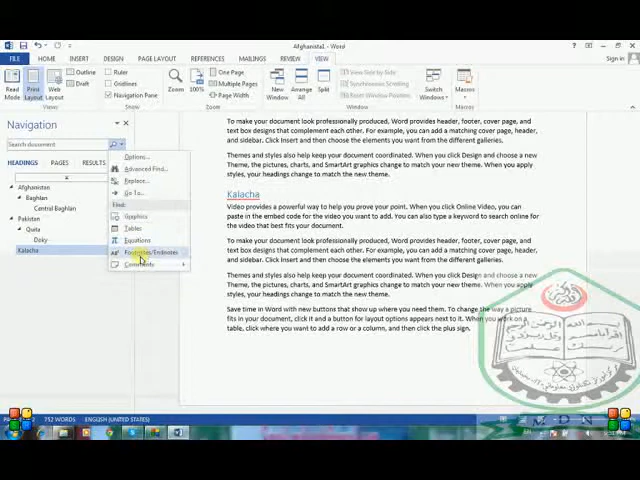 Afghanista1 - Word
Sign in
FILE HOME INSERT DESIGN PAGE LAYOUT REFERENCES MAILINGS REVIEW VIEW
Read Mode
Print Layout
Web Layout
Outline
Draft
Views
Ruler
Gridlines
Navigation Pane
Show
Zoom
100%
One Page
Multiple Pages
Page Width
Zoom
New Window
Arrange All
Split
View Side by Side
Synchronous Scrolling
Reset Window Position
Window
Switch Windows
Macros
Macros
Navigation
Search document
HEADINGS PAGES RESULTS
Afghanistan
Baghlan
Central Baghlan
Pakistan
Quita
Doky
Kalacha
Options...
Advanced Find...
Replace...
Go To...
Find:
Graphics
Tables
Equations
Footnotes/Endnotes
Comments
To make your document look professionally produced, Word provides header, footer, cover page, and
text box designs that complement each other. For example, you can add a matching cover page, header,
and sidebar. Click Insert and then choose the elements you want from the different galleries.
Themes and styles also help keep your document coordinated. When you click Design and choose a new
Theme, the pictures, charts, and SmartArt graphics change to match your new theme. When you apply
styles, your headings change to match the new theme.
Kalacha
Video provides a powerful way to help you prove your point. When you click Online Video, you can
paste in the embed code for the video you want to add. You can also type a keyword to search online for
the video that best fits your document.
To make your document look professionally produced, Word provides header, footer, cover page, and
text box designs that complement each other. For example, you can add a matching cover page, header,
and sidebar. Click Insert and then choose the elements you want from the different galleries.
Themes and styles also help keep your document coordinated. When you click Design and choose a new
Theme, the pictures, charts, and SmartArt graphics change to match your new theme. When you apply
styles, your headings change to match the new theme.
Save time in Word with new buttons that show up where you need them. To change the way a picture
fits in your document, click it and a button for layout options appears next to it. When you work on a
table, click where you want to add a row or a column, and then click the plus sign.
752 WORDS ENGLISH (UNITED STATES)
M D N
EN